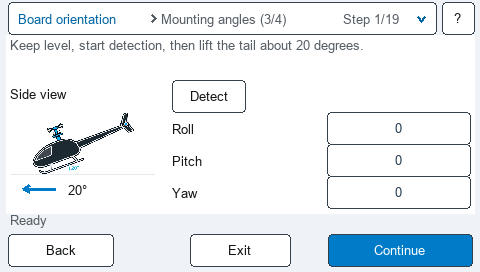 Board orientation > Mounting angles (3/4) Step 1/19 ?
Keep level, start detection, then lift the tail about 20 degrees.
Side view
Detect
Roll 0
Pitch 0
20°
Yaw 0
Ready
Back Exit Continue